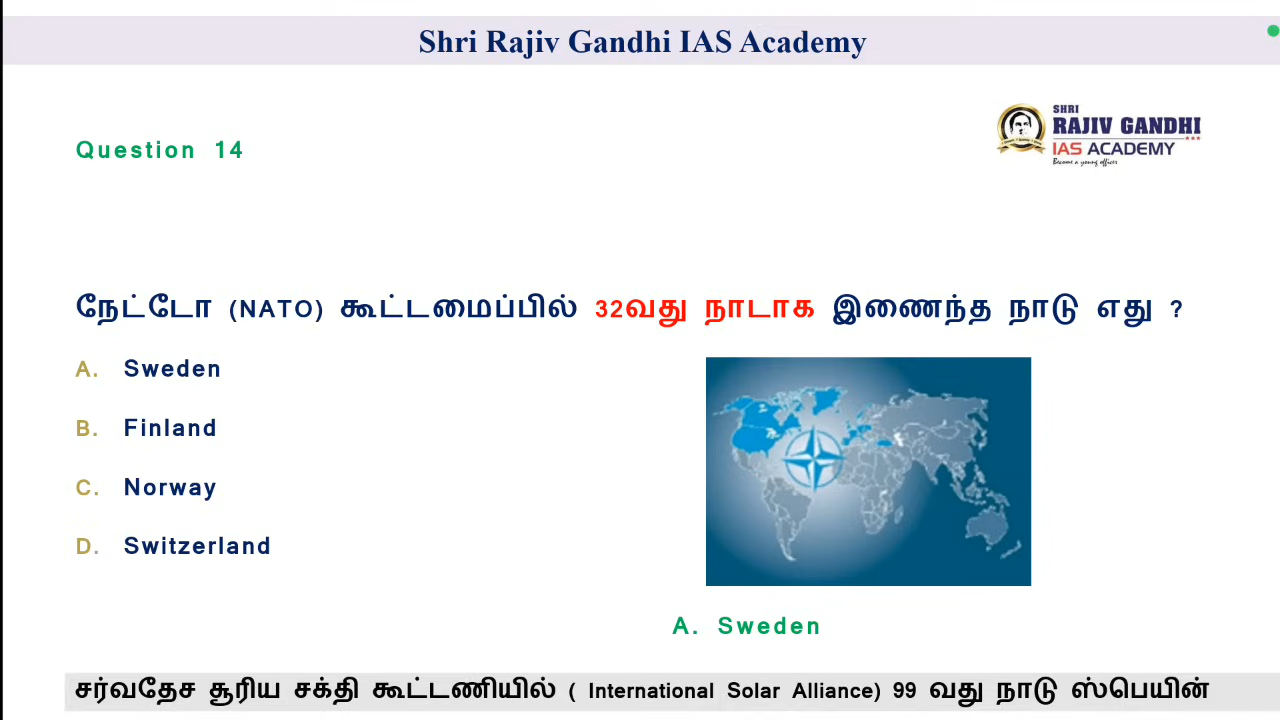 Shri Rajiv Gandhi IAS Academy
SHRI
RAJIV GANDHI
IAS ACADEMY
Become a young officer
Question 14
நேட்டோ (NATO) கூட்டமைப்பில் 32வது நாடாக இணைந்த நாடு எது ?
A. Sweden
B. Finland
C. Norway
D. Switzerland
A. Sweden
சர்வதேச சூரிய சக்தி கூட்டணியில் ( International Solar Alliance) 99 வது நாடு ஸ்பெயின்